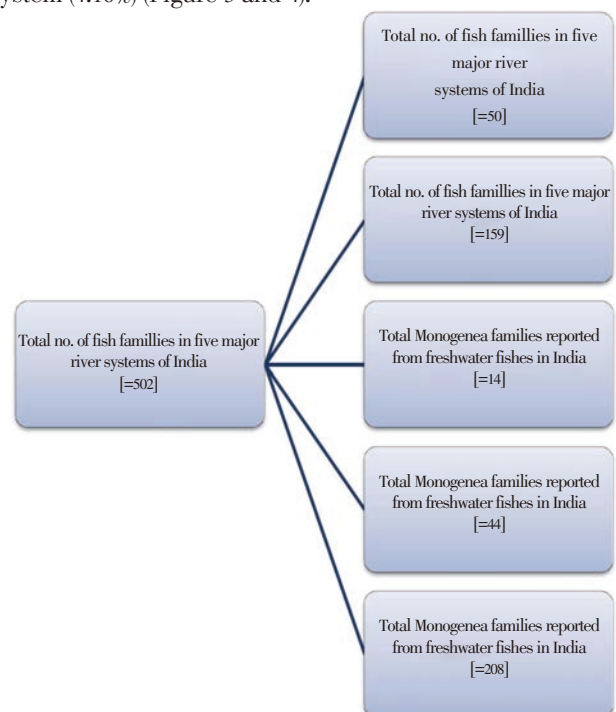 system (4.10%) (Figure 3 and 4).
Total no. of fish famillies in five
major river
systems of India
[=50]
Total no. of fish famillies in five major
river systems of India
[=159]
Total no. of fish famillies in five major
river systems of India
[=502]
Total Monogenea families reported
from freshwater fishes in India
[=14]
Total Monogenea families reported
from freshwater fishes in India
[=44]
Total Monogenea families reported
from freshwater fishes in India
[=208]